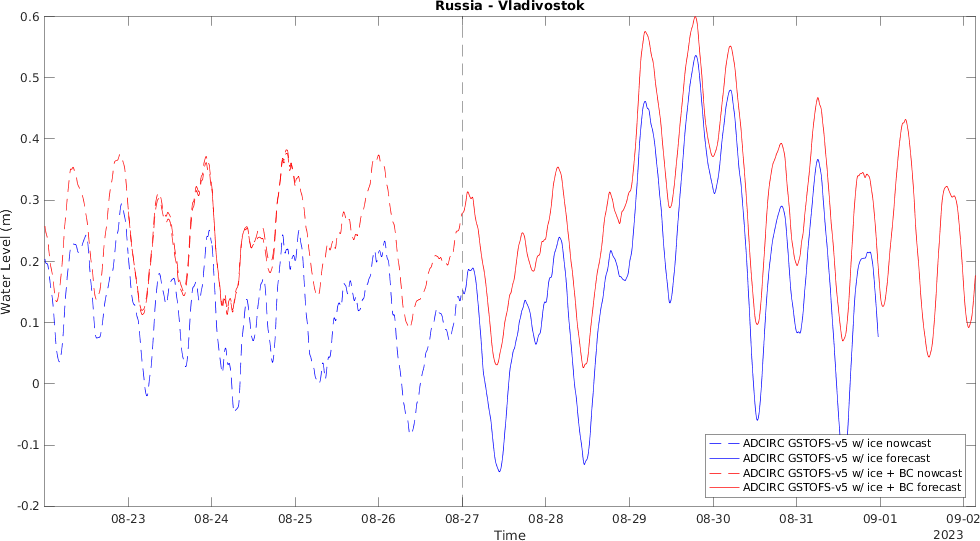 Russia - Vladivostok
0.6
0.5
0.4
0.3
0.2
0.1
0
-0.1
-0.2
Water Level (m)
08-23 08-24 08-25 08-26 08-27 08-28 08-29 08-30 08-31 09-01 09-02
Time
2023
ADCIRC GSTOFS-v5 w/ ice nowcast
ADCIRC GSTOFS-v5 w/ ice forecast
ADCIRC GSTOFS-v5 w/ ice + BC nowcast
ADCIRC GSTOFS-v5 w/ ice + BC forecast